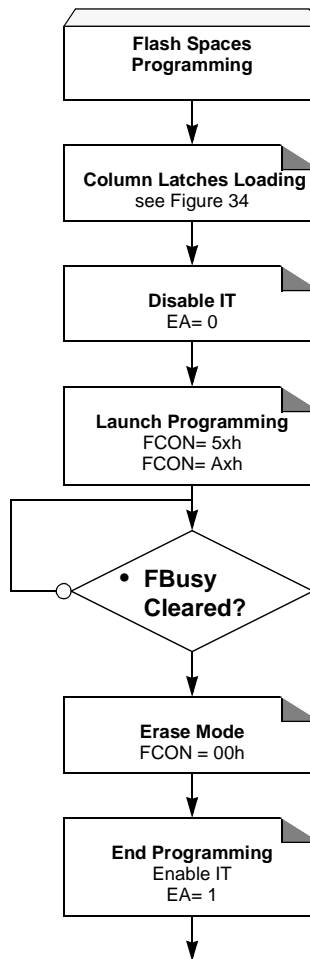 Flash Spaces
Programming
Column Latches Loading
see Figure 34
Disable IT
EA= 0
Launch Programming
FCON= 5xh
FCON= Axh
• FBusy
Cleared?
Erase Mode
FCON = 00h
End Programming
Enable IT
EA= 1